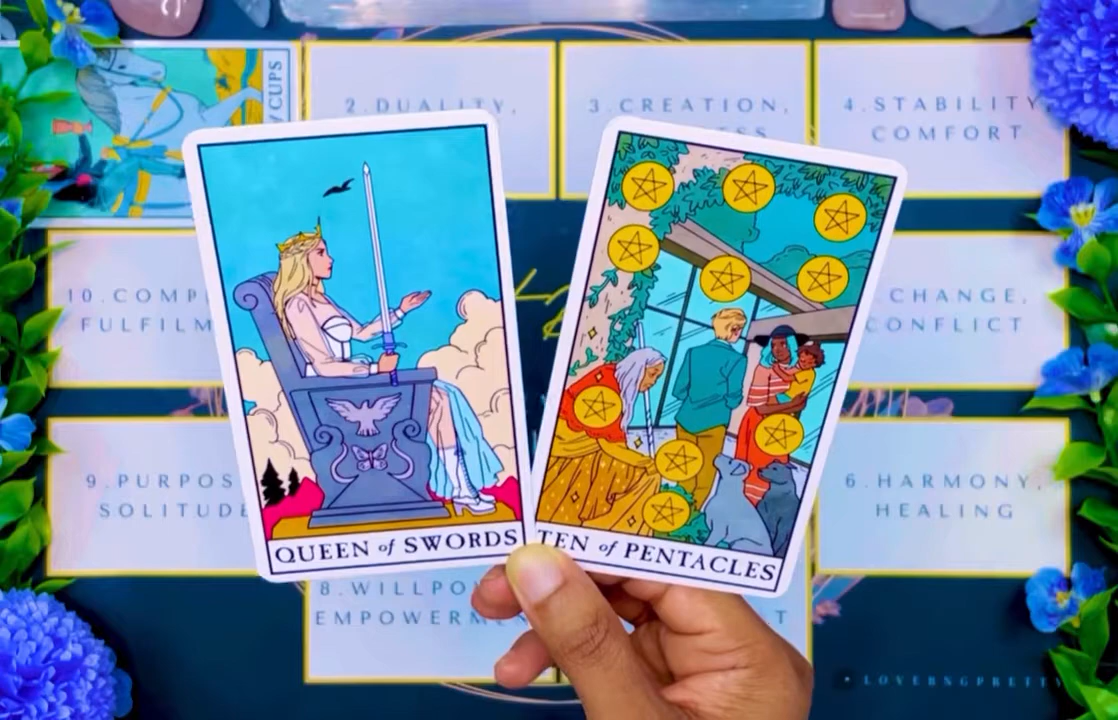 CUPS
2.DUALITY,
3.CREATION,
4.STABILITY,
COMFORT
10.COMP
FULFILM
CHANGE,
CONFLICT
9.PURPOS
SOLITUDE
6.HARMONY,
HEALING
QUEEN of SWORDS
TEN of PENTACLES
8.WILLPO
EMPOWERM
LOVEBNGPRETTY